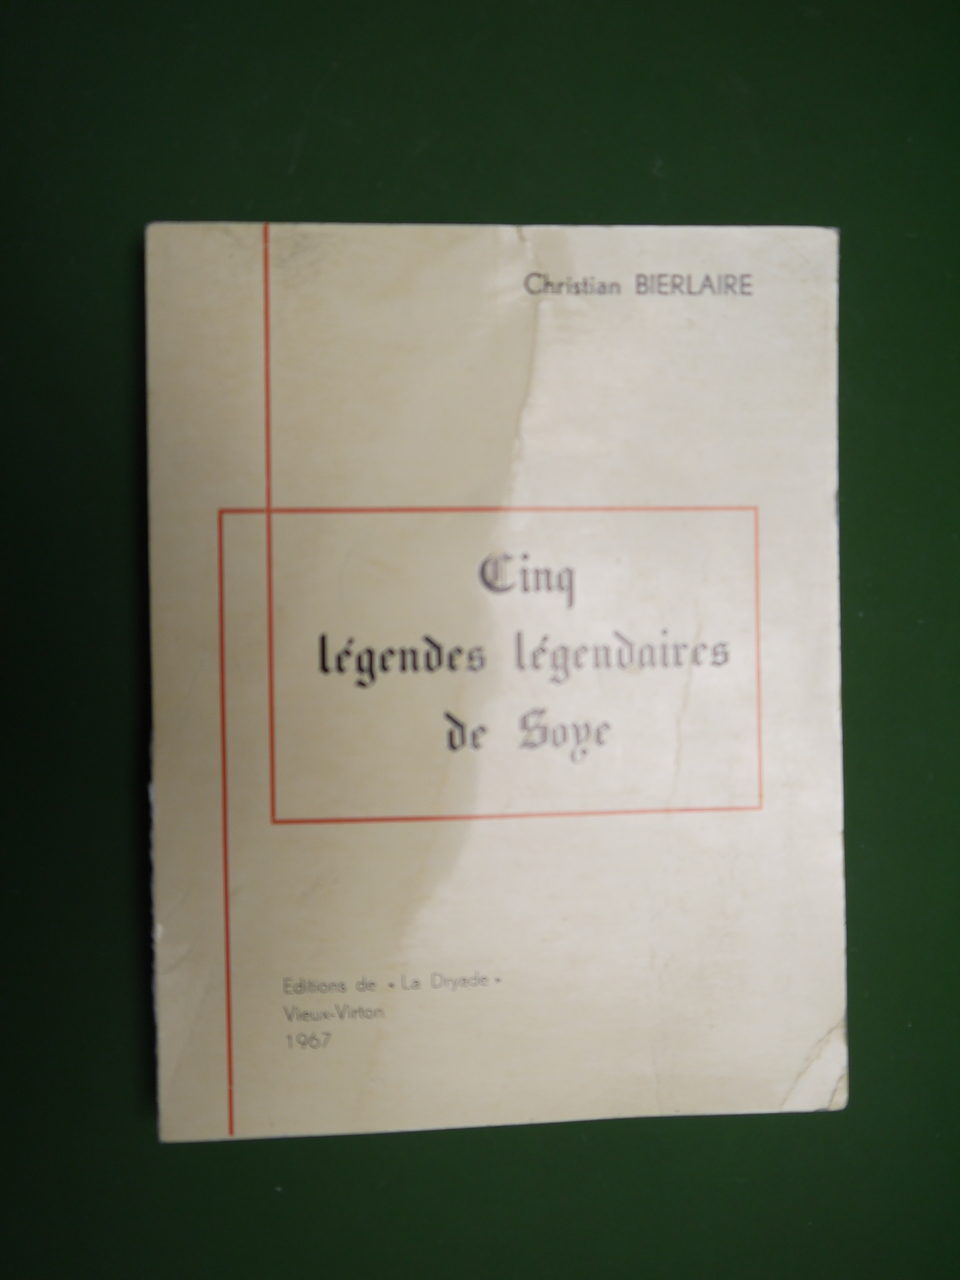 Christian BIERLAIRE
Cinq
légendes légendaires
de Soye
Editions de « La Dryade »
Vieux-Virton
1967